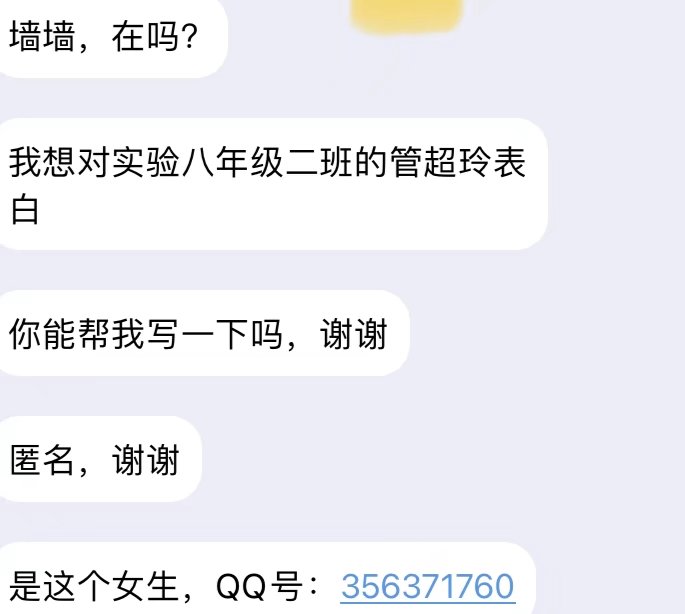 墙墙，在吗？
我想对实验八年级二班的管超玲表
白
你能帮我写一下吗，谢谢
匿名，谢谢
是这个女生，QQ号：356371760